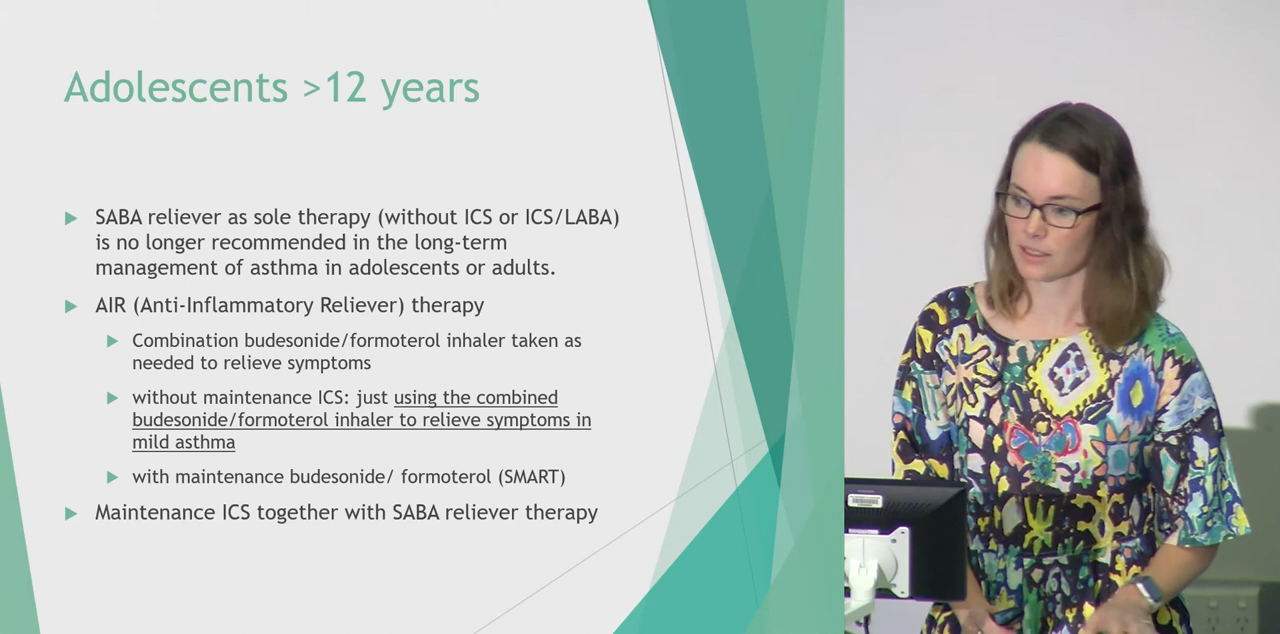 Adolescents >12 years
SABA reliever as sole therapy (without ICS or ICS/LABA)
is no longer recommended in the long-term
management of asthma in adolescents or adults.
AIR (Anti-Inflammatory Reliever) therapy
Combination budesonide/formoterol inhaler taken as
needed to relieve symptoms
without maintenance ICS: just using the combined
budesonide/formoterol inhaler to relieve symptoms in
mild asthma
with maintenance budesonide/ formoterol (SMART)
Maintenance ICS together with SABA reliever therapy